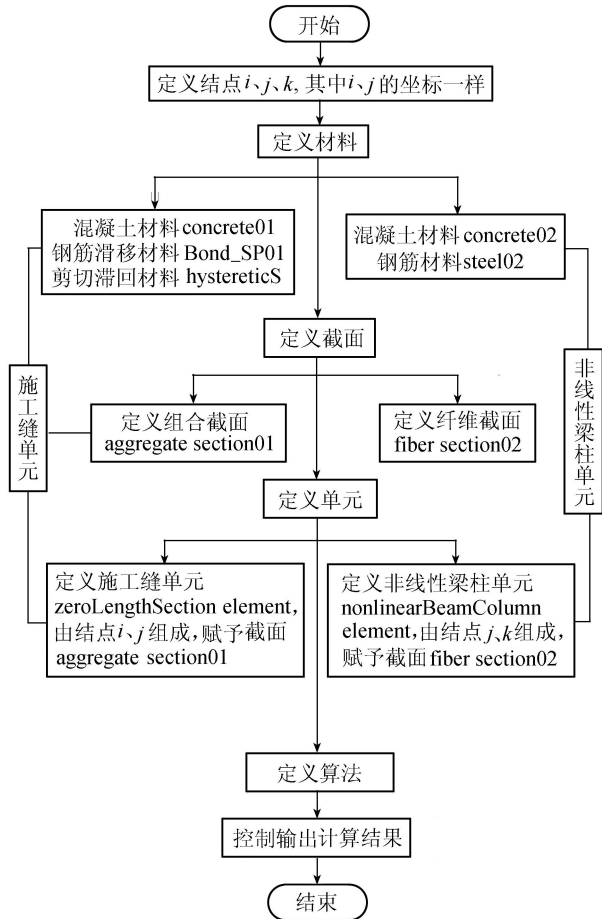 开始
定义结点i、j、k, 其中i、j的坐标一样
定义材料
混凝土材料concrete01
钢筋滑移材料Bond_SP01
剪切滞回材料 hystereticS
混凝土材料concrete02
钢筋材料steel02
定义截面
施工缝单元
非线性梁柱单元
定义组合截面
aggregate section01
定义纤维截面
fiber section02
定义单元
定义施工缝单元
zeroLengthSection element,
由结点i、j组成,赋予截面
aggregate section01
定义非线性梁柱单元
nonlinearBeamColumn
element,由结点j、k组成,
赋予截面fiber section02
定义算法
控制输出计算结果
结束